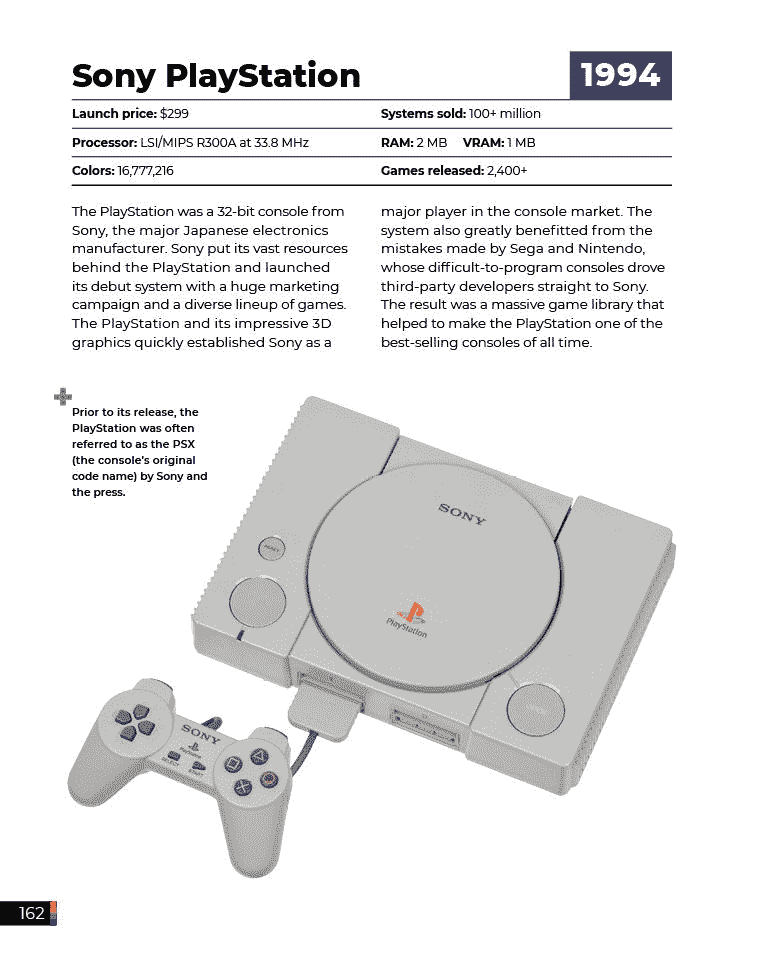 Sony PlayStation
1994
Launch price: $299
Systems sold: 100+ million
Processor: LSI/MIPS R300A at 33.8 MHz
RAM: 2 MB VRAM: 1 MB
Colors: 16,777,216
Games released: 2,400+
The PlayStation was a 32-bit console from
Sony, the major Japanese electronics
manufacturer. Sony put its vast resources
behind the PlayStation and launched
its debut system with a huge marketing
campaign and a diverse lineup of games.
The PlayStation and its impressive 3D
graphics quickly established Sony as a
major player in the console market. The
system also greatly benefitted from the
mistakes made by Sega and Nintendo,
whose difficult-to-program consoles drove
third-party developers straight to Sony.
The result was a massive game library that
helped to make the PlayStation one of the
best-selling consoles of all time.
Prior to its release, the
PlayStation was often
referred to as the PSX
(the console's original
code name) by Sony and
the press.
SONY
PlayStation
SONY
PlayStation
SELECT
START
162